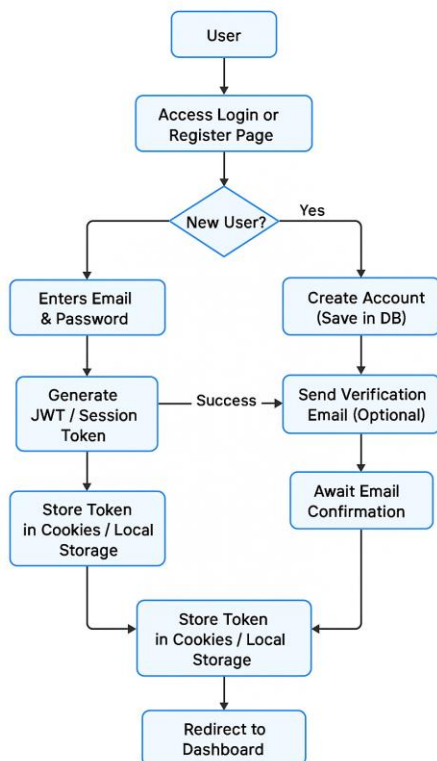 User
Access Login or
Register Page
New User?
Yes
Enters Email
& Password
Create Account
(Save in DB)
Generate
JWT / Session
Token
Success
Send Verification
Email (Optional)
Store Token
in Cookies / Local
Storage
Await Email
Confirmation
Store Token
in Cookies / Local
Storage
Redirect to
Dashboard